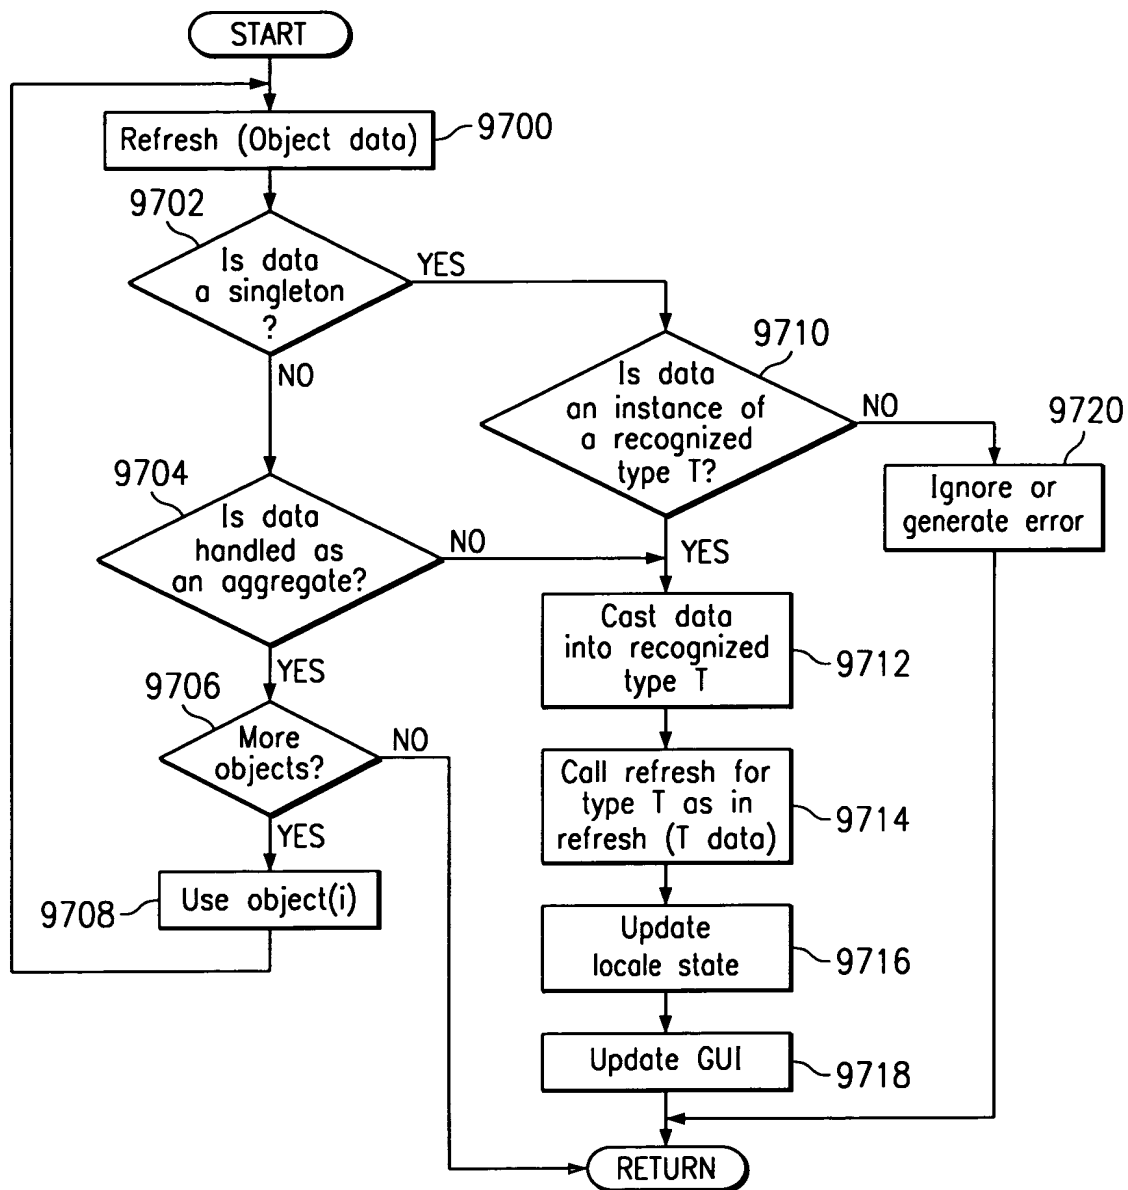 START
Refresh (Object data)
9700
9702
Is data
a singleton
?
YES
NO
9710
Is data
an instance of
a recognized
type T?
NO
YES
9720
Ignore or
generate error
9704
Is data
handled as
an aggregate?
NO
YES
Cast data
into recognized
type T
9712
9706
More
objects?
NO
YES
Call refresh for
type T as in
refresh (T data)
9714
9708
Use object(i)
Update
locale state
9716
Update GUI
9718
RETURN